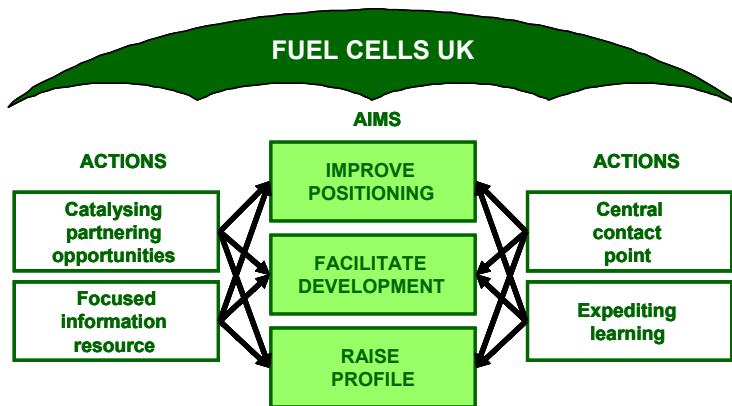 FUEL CELLS UK
AIMS
ACTIONS
Catalysing
partnering
opportunities
Focused
information
resource
IMPROVE
POSITIONING
FACILITATE
DEVELOPMENT
RAISE
PROFILE
ACTIONS
Central
contact
point
Expediting
learning